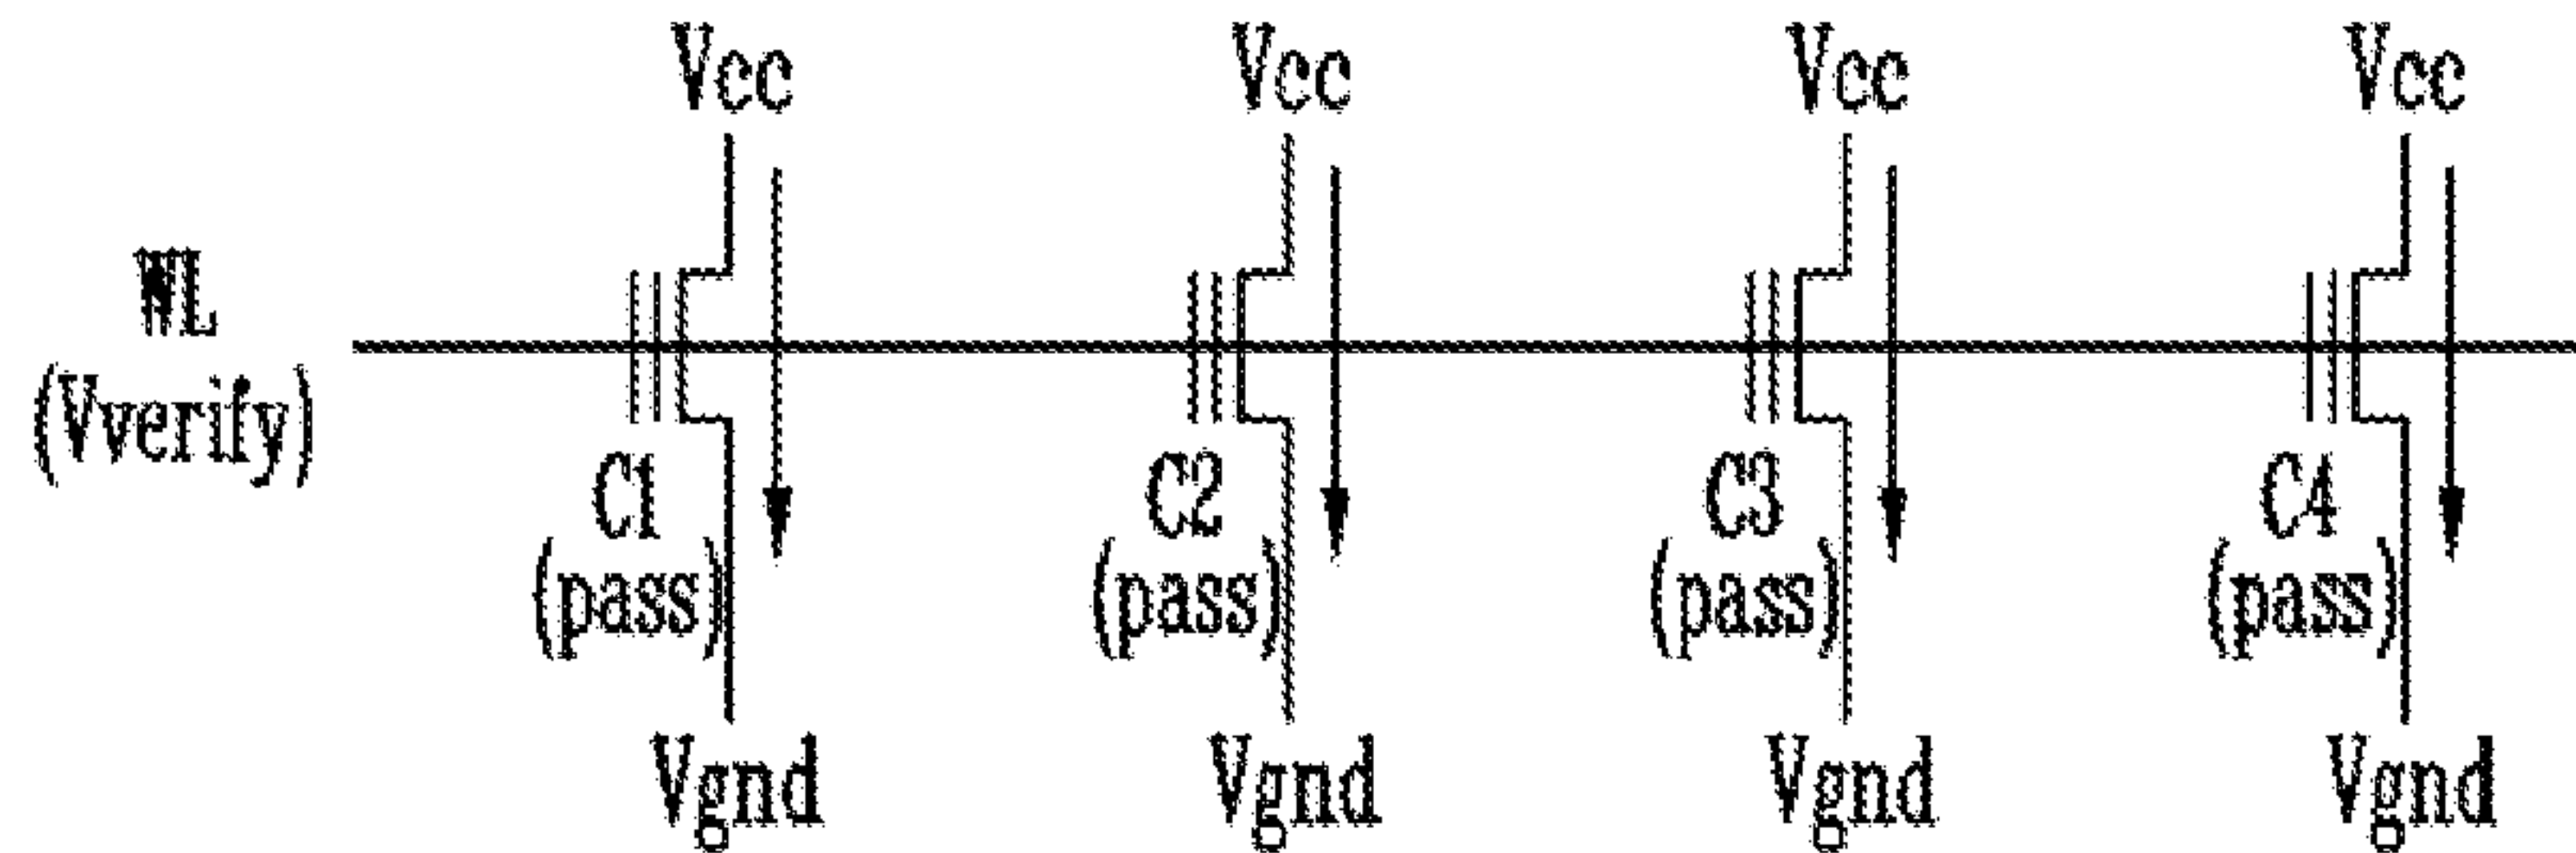 Vcc Vcc Vcc Vcc
WL
(Vverify)
C1 C2 C3 C4
(pass) (pass) (pass) (pass)
Vgnd Vgnd Vgnd Vgnd